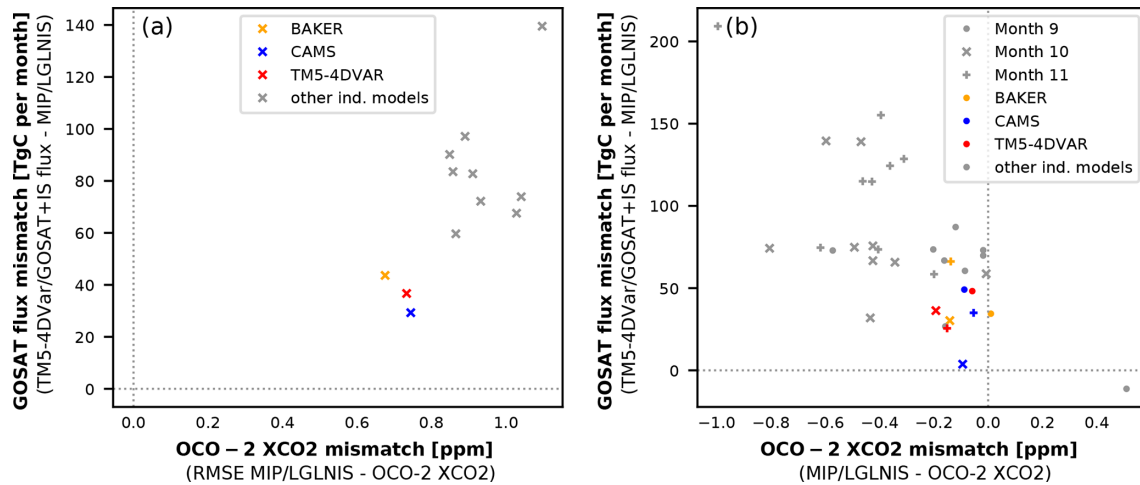 (a)
BAKER
CAMS
TM5-4DVAR
other ind. models
GOSAT flux mismatch [TgC per month]
(TM5-4DVar/GOSAT+IS flux - MIP/LGLNIS)
140
120
100
80
60
40
20
0
0.0 0.2 0.4 0.6 0.8 1.0
OCO − 2 XCO2 mismatch [ppm]
(RMSE MIP/LGLNIS - OCO-2 XCO2)
(b)
Month 9
Month 10
Month 11
BAKER
CAMS
TM5-4DVAR
other ind. models
GOSAT flux mismatch [TgC per month]
(TM5-4DVar/GOSAT+IS flux - MIP/LGLNIS)
200
150
100
50
0
−1.0 −0.8 −0.6 −0.4 −0.2 −0.0 0.2 0.4
OCO − 2 XCO2 mismatch [ppm]
(MIP/LGLNIS - OCO-2 XCO2)